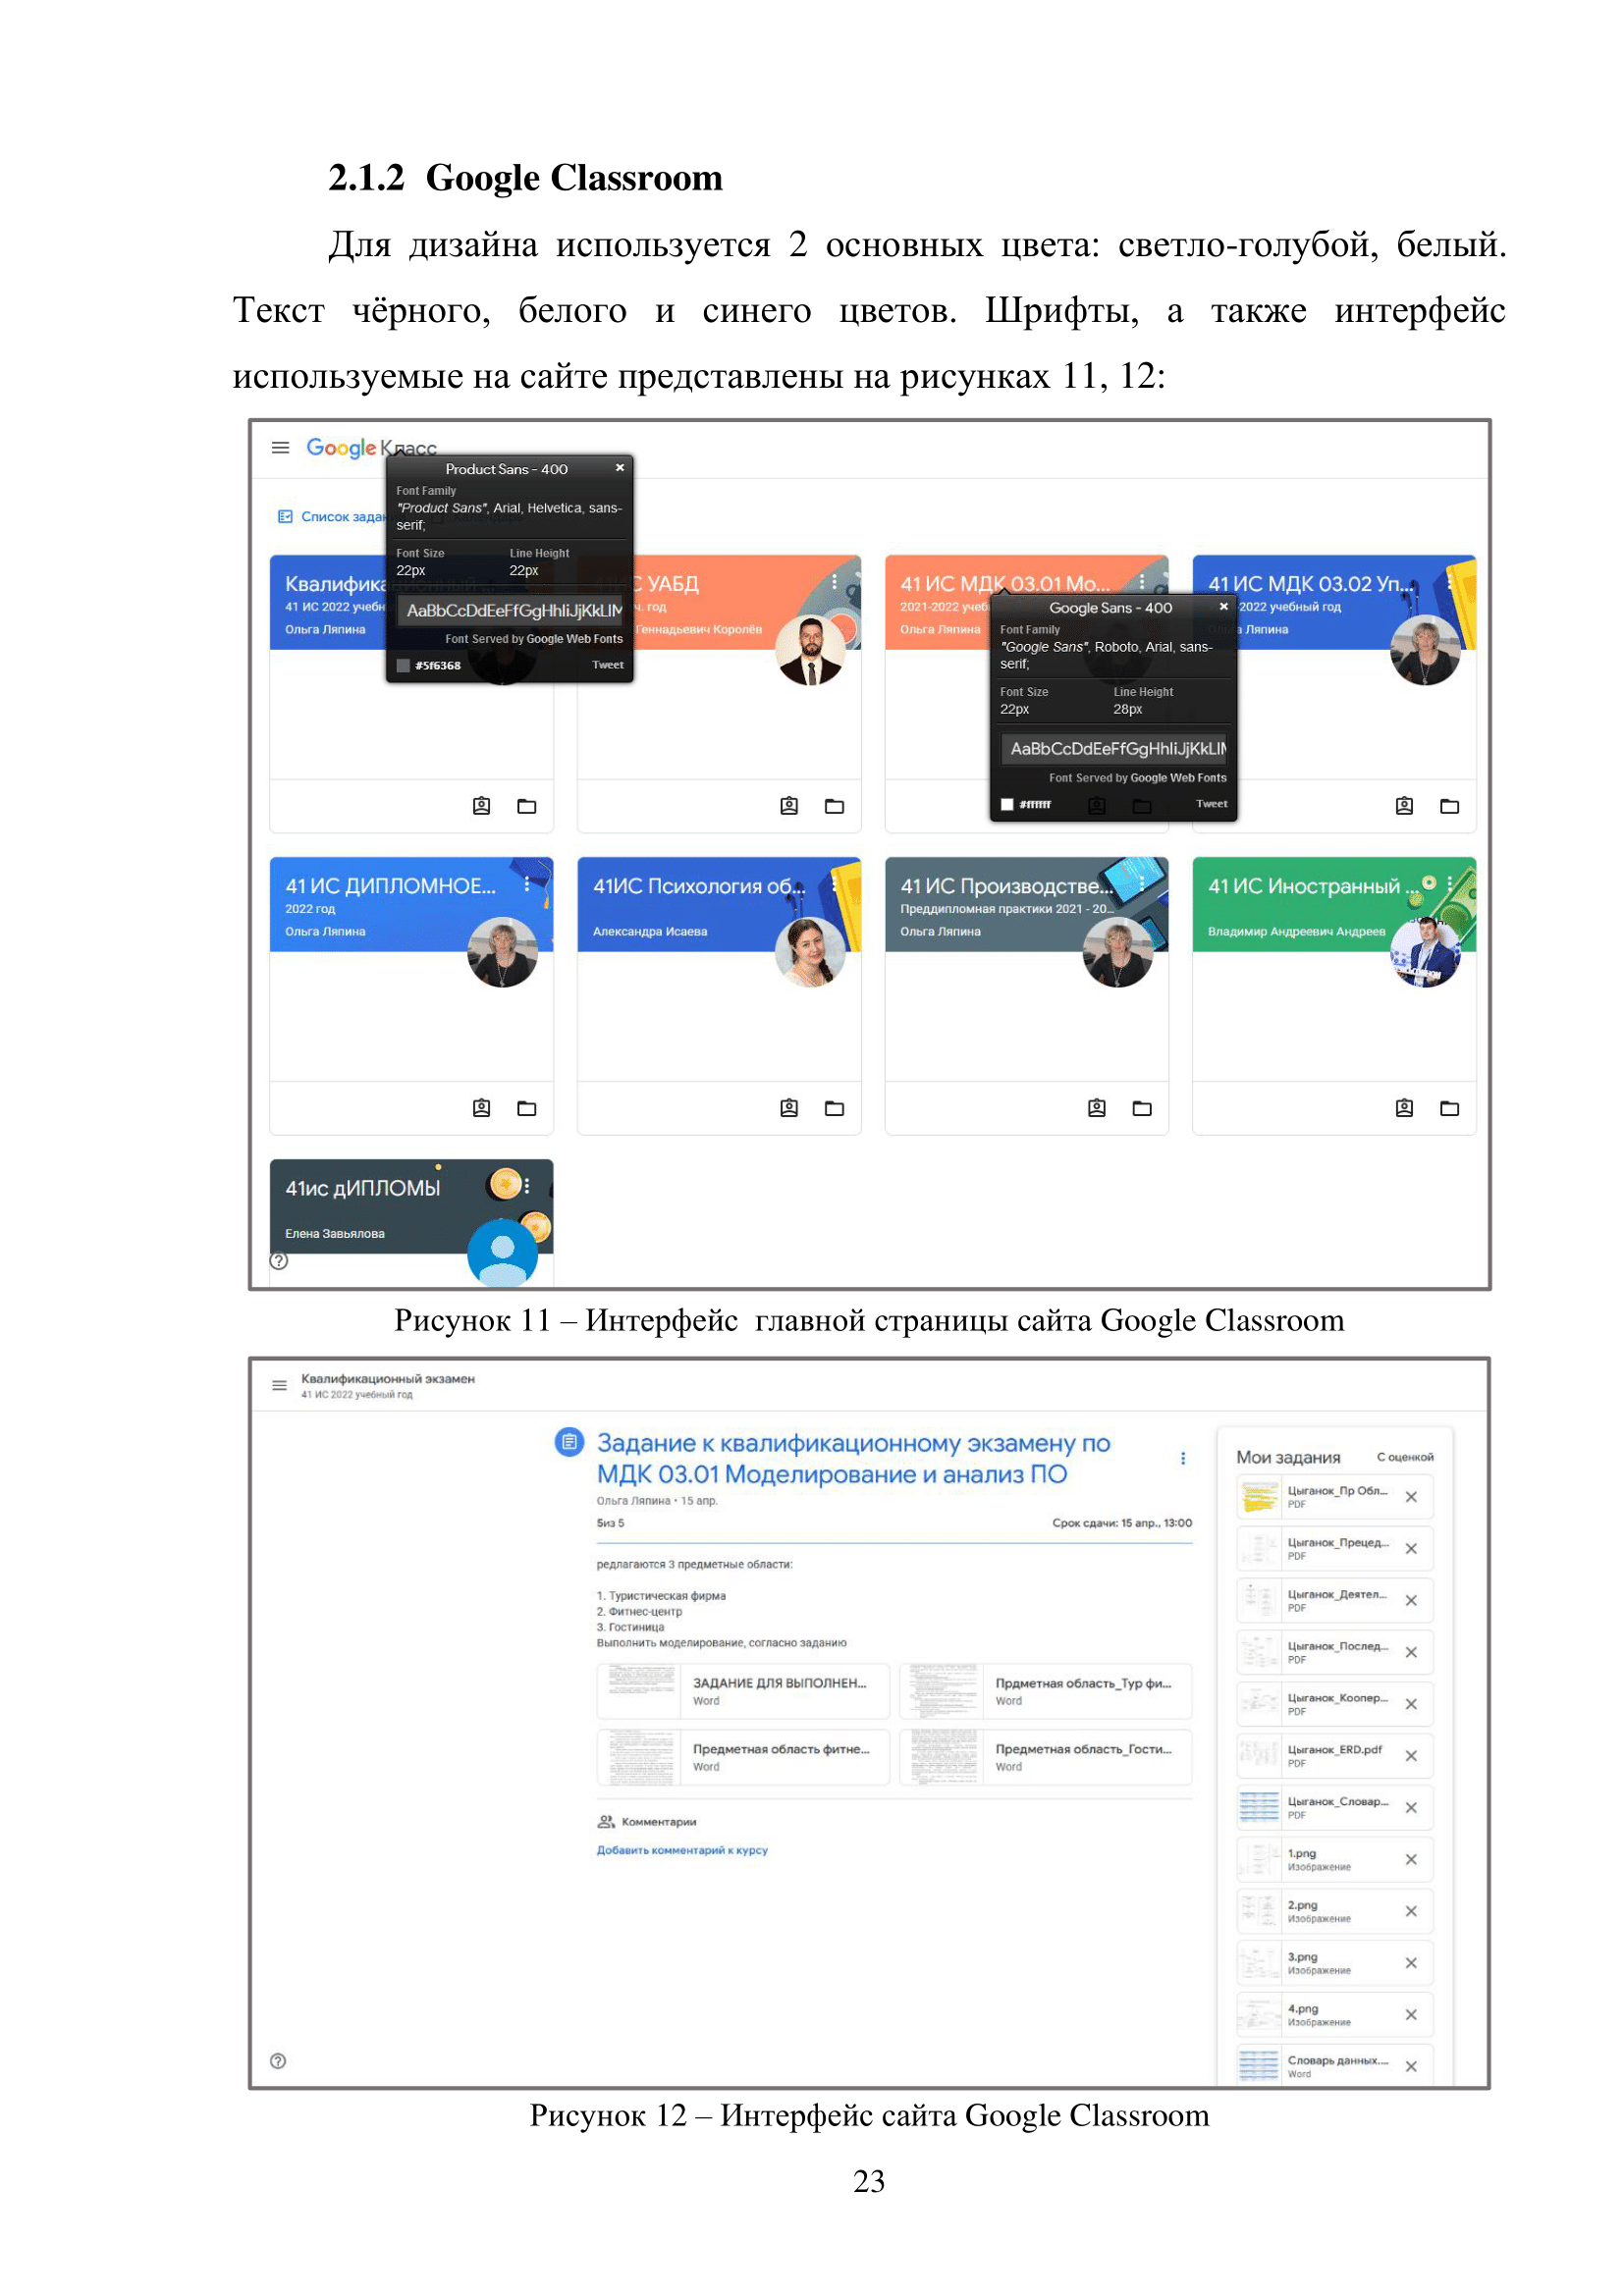 2.1.2 Google Classroom
Для дизайна используется 2 основных цвета: светло-голубой, белый.
Текст чёрного, белого и синего цветов. Шрифты, а также интерфейс
используемые на сайте представлены на рисунках 11, 12:
Google Класс
Product Sans - 400
Font Family
"Product Sans", Arial, Helvetica, sans-
serif;
Font Size Line Height
22px 22px
AaBbCcDdEeFfGgHhIiJjKkLlM
Font Served by Google Web Fonts
#5f6368 Tweet
Список
41 ИС 2022
Ольга Ляпина
УАБД
год
Геннадьевич Королёв
41 ИС МДК 03.01 Мо...
2021-2022
Ольга Ляпина
Google Sans - 400
Font Family
"Google Sans", Roboto, Arial, sans-
serif;
Font Size Line Height
22px 28px
AaBbCcDdEeFfGgHhIiJjKkLlM
Font Served by Google Web Fonts
#ffffff Tweet
41 ИС МДК 03.02 Уп...
2022 учебный год
Ляпина
41 ИС ДИПЛОМНОЕ...
2022 год
Ольга Ляпина
41ИС Психология об...
Александра Исаева
41 ИС Производстве...
Преддипломная практики 2021 - 20...
Ольга Ляпина
41 ИС Иностранный ...
Владимир Андреевич Андреев
41ис дИПЛОМЫ
Елена Завьялова
Рисунок 11 – Интерфейс главной страницы сайта Google Classroom
Квалификационный экзамен
41 ИС 2022 учебный год
Задание к квалификационному экзамену по
МДК 03.01 Моделирование и анализ ПО
Ольга Ляпина • 15 апр.
5из 5 Срок сдачи: 15 апр., 13:00
редлагаются 3 предметные области:
1. Туристическая фирма
2. Фитнес-центр
3. Гостиница
Выполнить моделирование, согласно заданию
ЗАДАНИЕ ДЛЯ ВЫПОЛНЕН...
Word
Прдметная область_Тур фи...
Word
Предметная область фитне...
Word
Предметная область_Гости...
Word
Комментарии
Добавить комментарий к курсу
Мои задания С оценкой
Цыганок_Пр Обл...
PDF
Цыганок_Прецед...
PDF
Цыганок_Деятел...
PDF
Цыганок_Послед...
PDF
Цыганок_Коопер...
PDF
Цыганок_ERD.pdf
PDF
Цыганок_Словар...
PDF
1.png
Изображение
2.png
Изображение
3.png
Изображение
4.png
Изображение
Словарь данных....
Word
Рисунок 12 – Интерфейс сайта Google Classroom
23